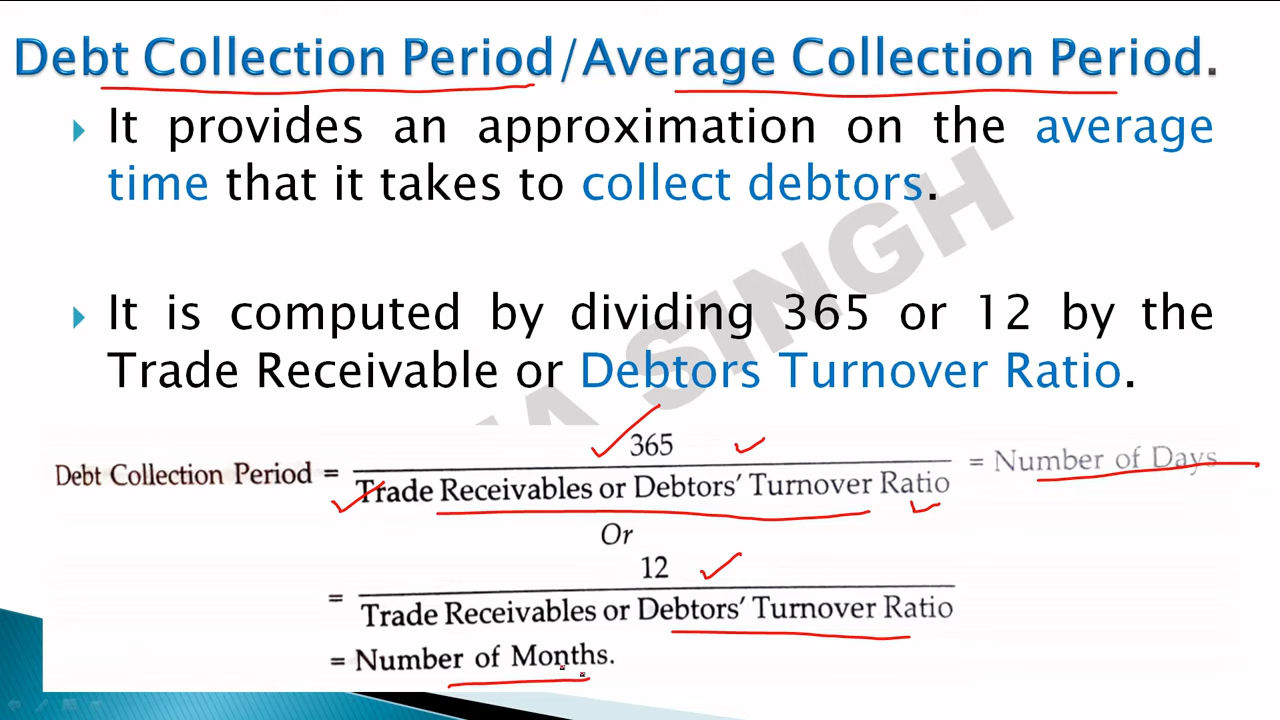 Debt Collection Period/Average Collection Period.
It provides an approximation on the average
time that it takes to collect debtors.
It is computed by dividing 365 or 12 by the
Trade Receivable or Debtors Turnover Ratio.
365
Debt Collection Period = = Number of Days
Trade Receivables or Debtors' Turnover Ratio
Or
12
=
Trade Receivables or Debtors' Turnover Ratio
= Number of Months.
SINGH